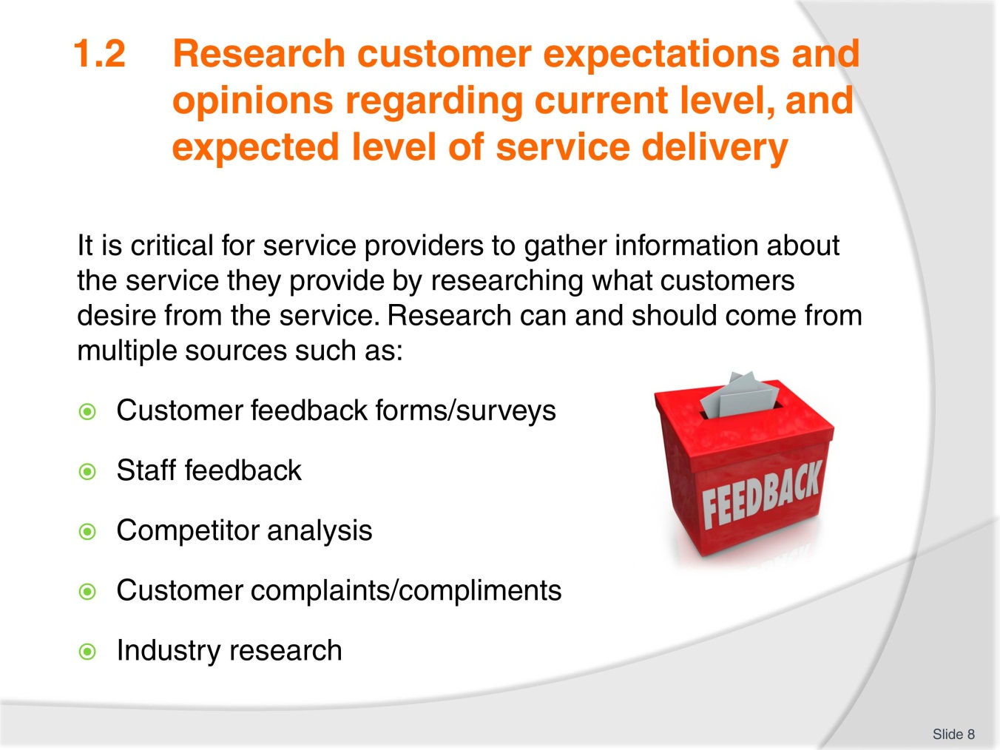 1.2 Research customer expectations and
opinions regarding current level, and
expected level of service delivery
It is critical for service providers to gather information about
the service they provide by researching what customers
desire from the service. Research can and should come from
multiple sources such as:
Customer feedback forms/surveys
Staff feedback
Competitor analysis
Customer complaints/compliments
Industry research
FEEDBACK
Slide 8